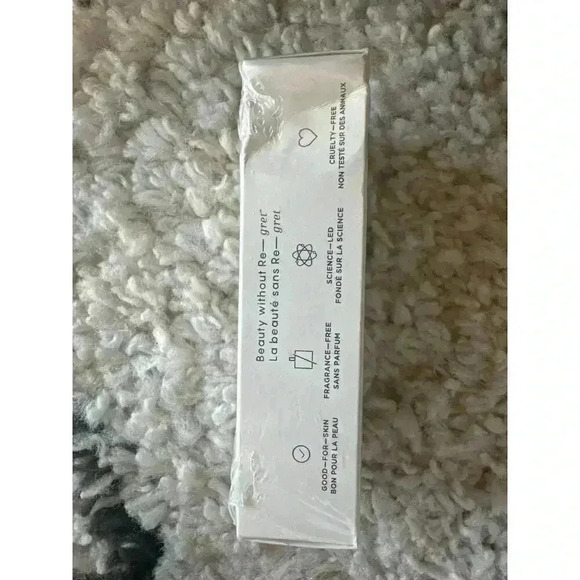 Beauty without Re—gret™
La beauté sans Re—gret
GOOD—FOR—SKIN
BON POUR LA PEAU
FRAGRANCE—FREE
SANS PARFUM
SCIENCE—LED
FONDÉ SUR LA SCIENCE
CRUELTY—FREE
NON TESTÉ SUR DES ANIMAUX